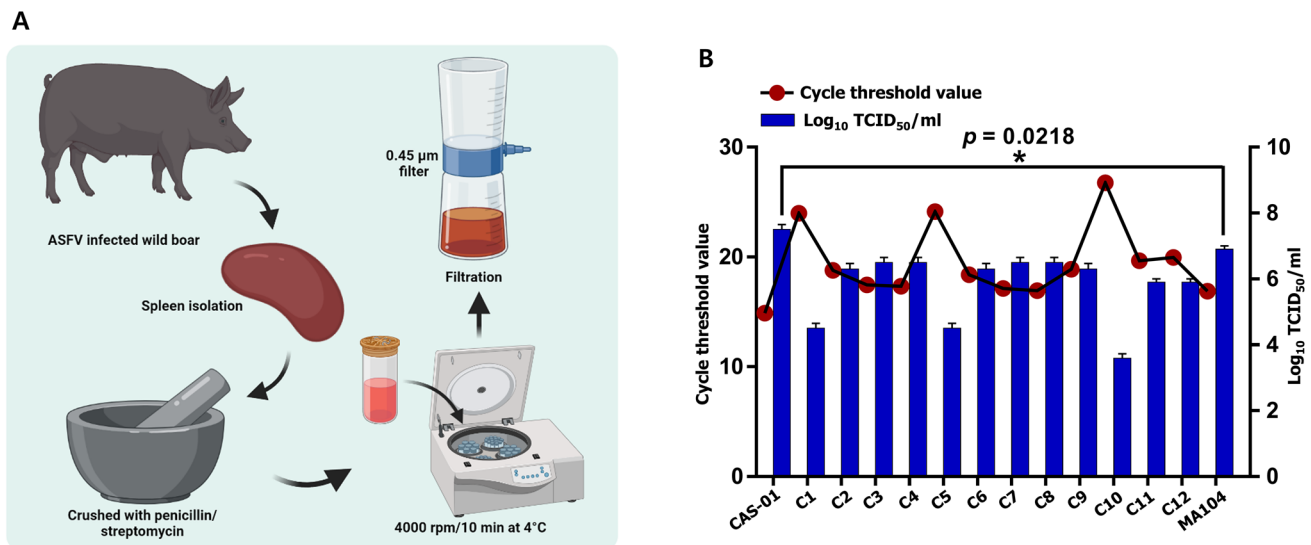 A
ASFV infected wild boar
Spleen isolation
Crushed with penicillin/
streptomycin
4000 rpm/10 min at 4°C
0.45 µm
filter
Filtration
B
Cycle threshold value
Log₁₀ TCID₅₀/ml
p = 0.0218
*
Cycle threshold value
30
20
10
0
Log₁₀ TCID₅₀/ml
10
8
6
4
2
0
CAS-01
C1
C2
C3
C4
C5
C6
C7
C8
C9
C10
C11
C12
MA104